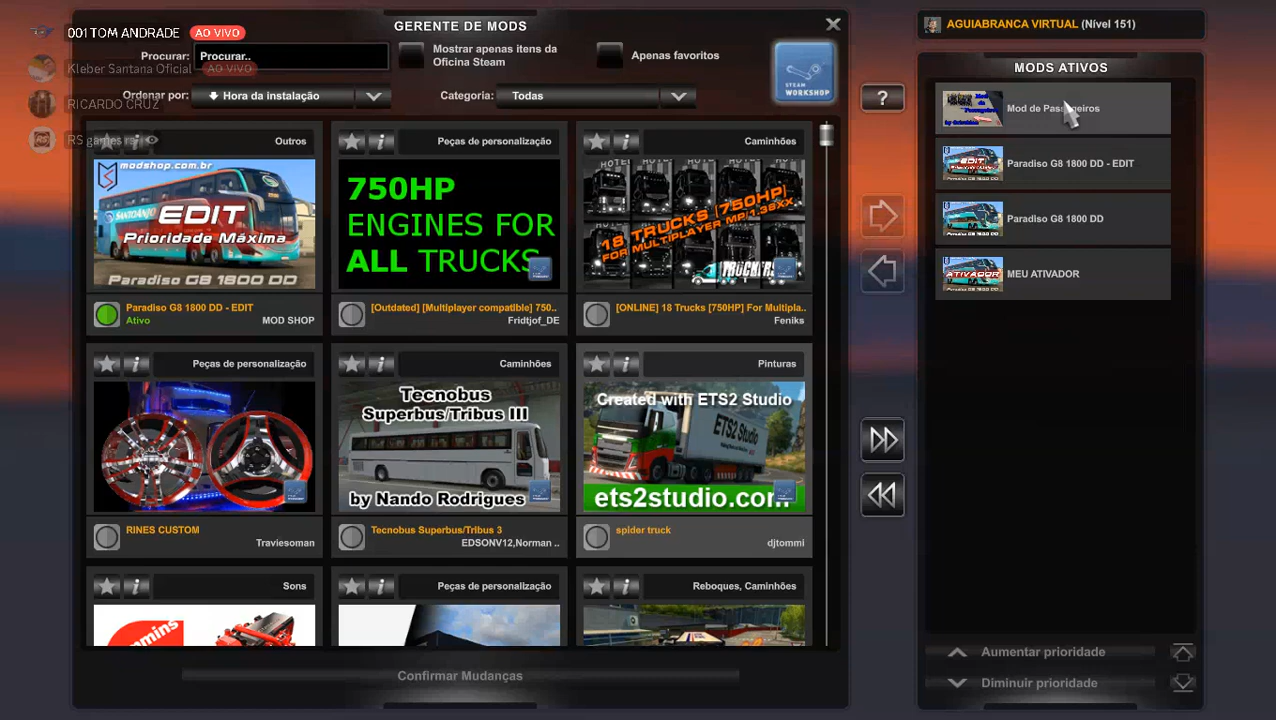 001 TOM ANDRADE AO VIVO
Kleber Santana Oficial AO VIVO
RICARDO CRUZ
RS games
GERENTE DE MODS
Procurar: Procurar..
Mostrar apenas itens da
Oficina Steam
Apenas favoritos
STEAM
WORKSHOP
Ordenar por: Hora da instalação
Categoria: Todas
Outros
modshop.com.br
SANTO ANJO
EDIT
Prioridade Máxima
Paradiso G8 1800 DD
Paradiso G8 1800 DD - EDIT
Ativo MOD SHOP
Peças de personalização
750HP
ENGINES FOR
ALL TRUCKS
[Outdated] [Multiplayer compatible] 750..
Fridtjof_DE
Caminhões
18 TRUCKS [750HP]
FOR MULTIPLAYER MP/1.38XX
[ONLINE] 18 Trucks [750HP] For Multipla..
Feniks
Peças de personalização
RINES CUSTOM
Traviesoman
Caminhões
Tecnobus
Superbus/Tribus III
by Nando Rodrigues
Tecnobus Superbus/Tribus 3
EDSONV12,Norman ..
Pinturas
Created with ETS2 Studio
ETS2 Studio
ets2studio.com
spider truck
djtommi
Sons
Peças de personalização
Reboques, Caminhões
Confirmar Mudanças
?
AGUIABRANCA VIRTUAL (Nível 151)
MODS ATIVOS
Mod de Passageiros
EDIT
Paradiso G8 1800 DD - EDIT
Paradiso G8 1800 DD
ATIVADOR
MEU ATIVADOR
Aumentar prioridade
Diminuir prioridade